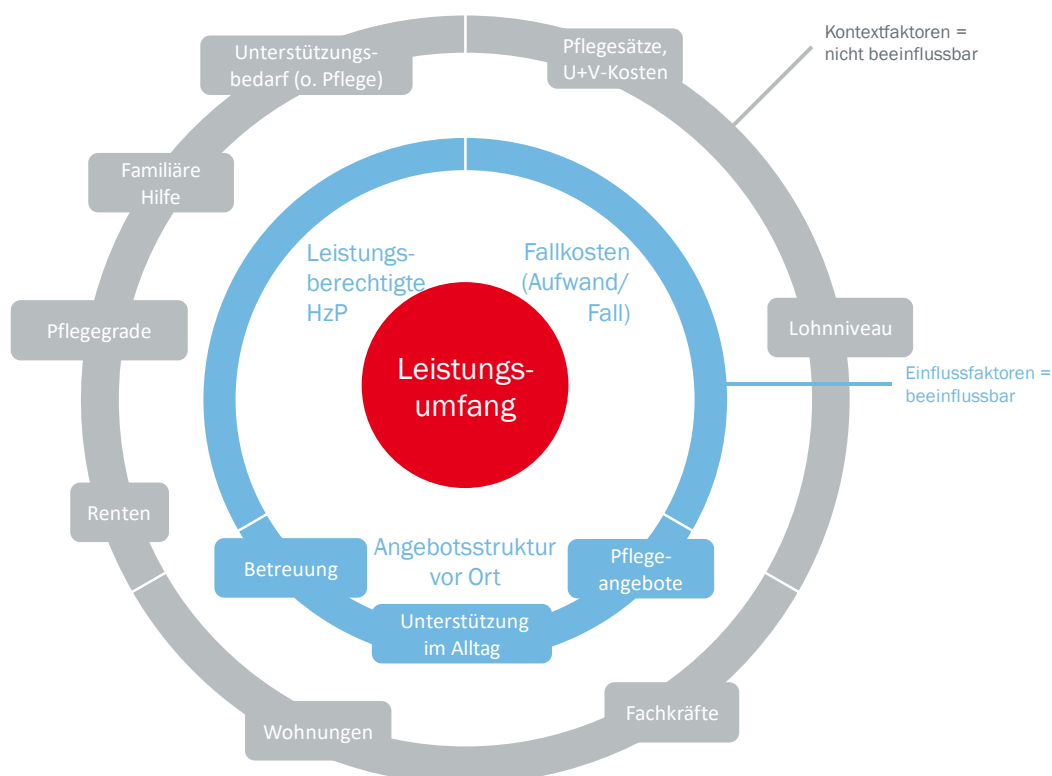 Kontextfaktoren =
nicht beeinflussbar
Unterstützungs-
bedarf (o. Pflege)
Pflegesätze,
U+V-Kosten
Familiäre
Hilfe
Leistungs-
berechtigte
HzP
Fallkosten
(Aufwand/
Fall)
Pflegegrade
Lohnniveau
Leistungs-
umfang
Einflussfaktoren =
beeinflussbar
Renten
Betreuung
Angebotsstruktur
vor Ort
Pflege-
angebote
Unterstützung
im Alltag
Wohnungen
Fachkräfte